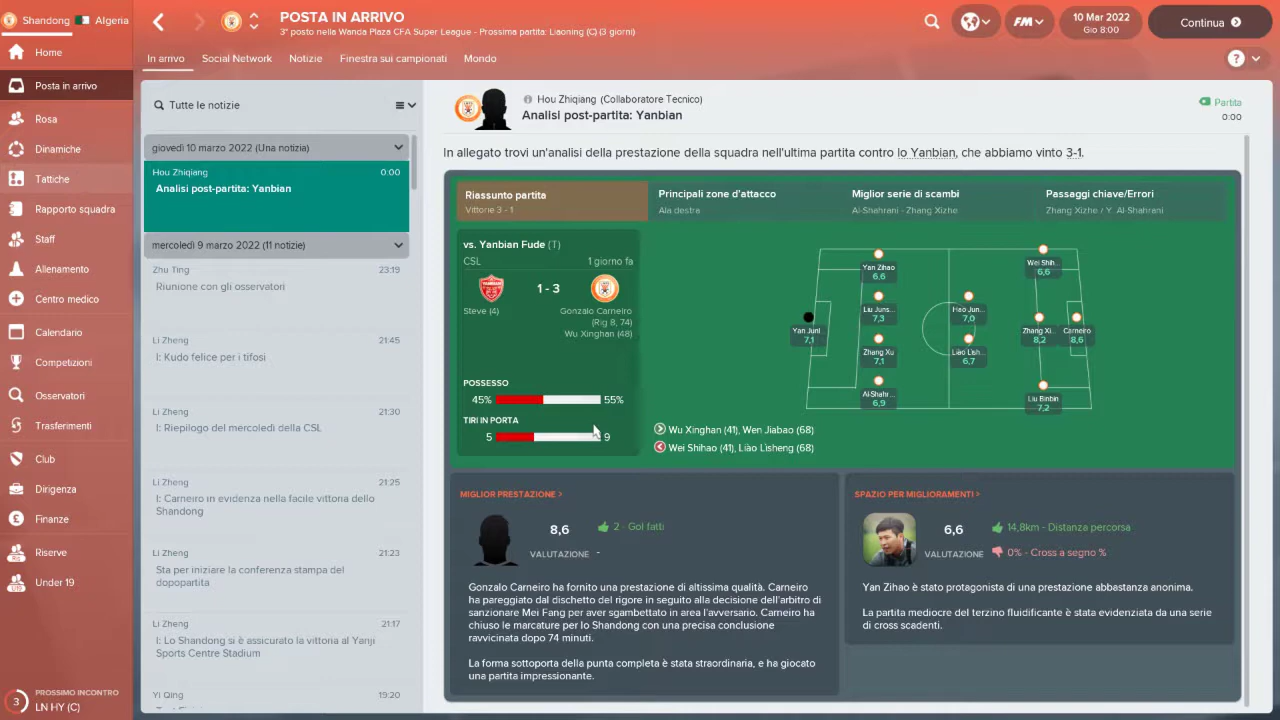 Shandong
Algeria
POSTA IN ARRIVO
3° posto nella Wanda Plaza CFA Super League - Prossima partita: Liaoning (C) (3 giorni)
FM
10 Mar 2022
Gio 8:00
Continua
Home
Posta in arrivo
Rosa
Dinamiche
Tattiche
Rapporto squadra
Staff
Allenamento
Centro medico
Calendario
Competizioni
Osservatori
Trasferimenti
Club
Dirigenza
Finanze
Riserve
Under 19
3
PROSSIMO INCONTRO
LN HY (C)
In arrivo
Social Network
Notizie
Finestra sui campionati
Mondo
?
Tutte le notizie
giovedì 10 marzo 2022 (Una notizia)
Hou Zhiqiang 0:00
Analisi post-partita: Yanbian
mercoledì 9 marzo 2022 (11 notizie)
Zhu Ting 23:19
Riunione con gli osservatori
Li Zheng 21:45
I: Kudo felice per i tifosi
Li Zheng 21:30
I: Riepilogo del mercoledì della CSL
Li Zheng 21:25
I: Carneiro in evidenza nella facile vittoria dello
Shandong
Li Zheng 21:23
Sta per iniziare la conferenza stampa del
dopopartita
Li Zheng 21:17
I: Lo Shandong si è assicurato la vittoria al Yanji
Sports Centre Stadium
Yi Qing 19:20
Hou Zhiqiang (Collaboratore Tecnico)
Analisi post-partita: Yanbian
Partita
0:00
In allegato trovi un'analisi della prestazione della squadra nell'ultima partita contro lo Yanbian, che abbiamo vinto 3-1.
Riassunto partita
Vittorie 3 - 1
Principali zone d'attacco
Ala destra
Miglior serie di scambi
Al-Shahrani - Zhang Xizhe
Passaggi chiave/Errori
Zhang Xizhe / Y. Al-Shahrani
vs. Yanbian Fude (T)
CSL 1 giorno fa
1 - 3
Steve (4)
Gonzalo Carneiro
(Rig 8, 74)
Wu Xinghan (48)
POSSESSO
45% 55%
TIRI IN PORTA
5 9
Yan Junl...
7,1
Yan Zihao
6,6
Liu Juns...
7,3
Zhang Xu
7,1
Al-Shahr...
6,9
Hao Jun...
7,0
Liào Lìsh...
6,7
Wei Shih...
6,6
Zhang Xi...
8,2
Carneiro
8,6
Liu Binbin
7,2
Wu Xinghan (41), Wen Jiabao (68)
Wei Shihao (41), Liào Lìsheng (68)
MIGLIOR PRESTAZIONE >
8,6
VALUTAZIONE
2 - Gol fatti
-
Gonzalo Carneiro ha fornito una prestazione di altissima qualità. Carneiro
ha pareggiato dal dischetto del rigore in seguito alla decisione dell'arbitro di
sanzionare Mei Fang per aver sgambettato in area l'avversario. Carneiro ha
chiuso le marcature per lo Shandong con una precisa conclusione
ravvicinata dopo 74 minuti.
La forma sottoporta della punta completa è stata straordinaria, e ha giocato
una partita impressionante.
SPAZIO PER MIGLIORAMENTI >
6,6
VALUTAZIONE
14,8km - Distanza percorsa
0% - Cross a segno %
Yan Zihao è stato protagonista di una prestazione abbastanza anonima.
La partita mediocre del terzino fluidificante è stata evidenziata da una serie
di cross scadenti.